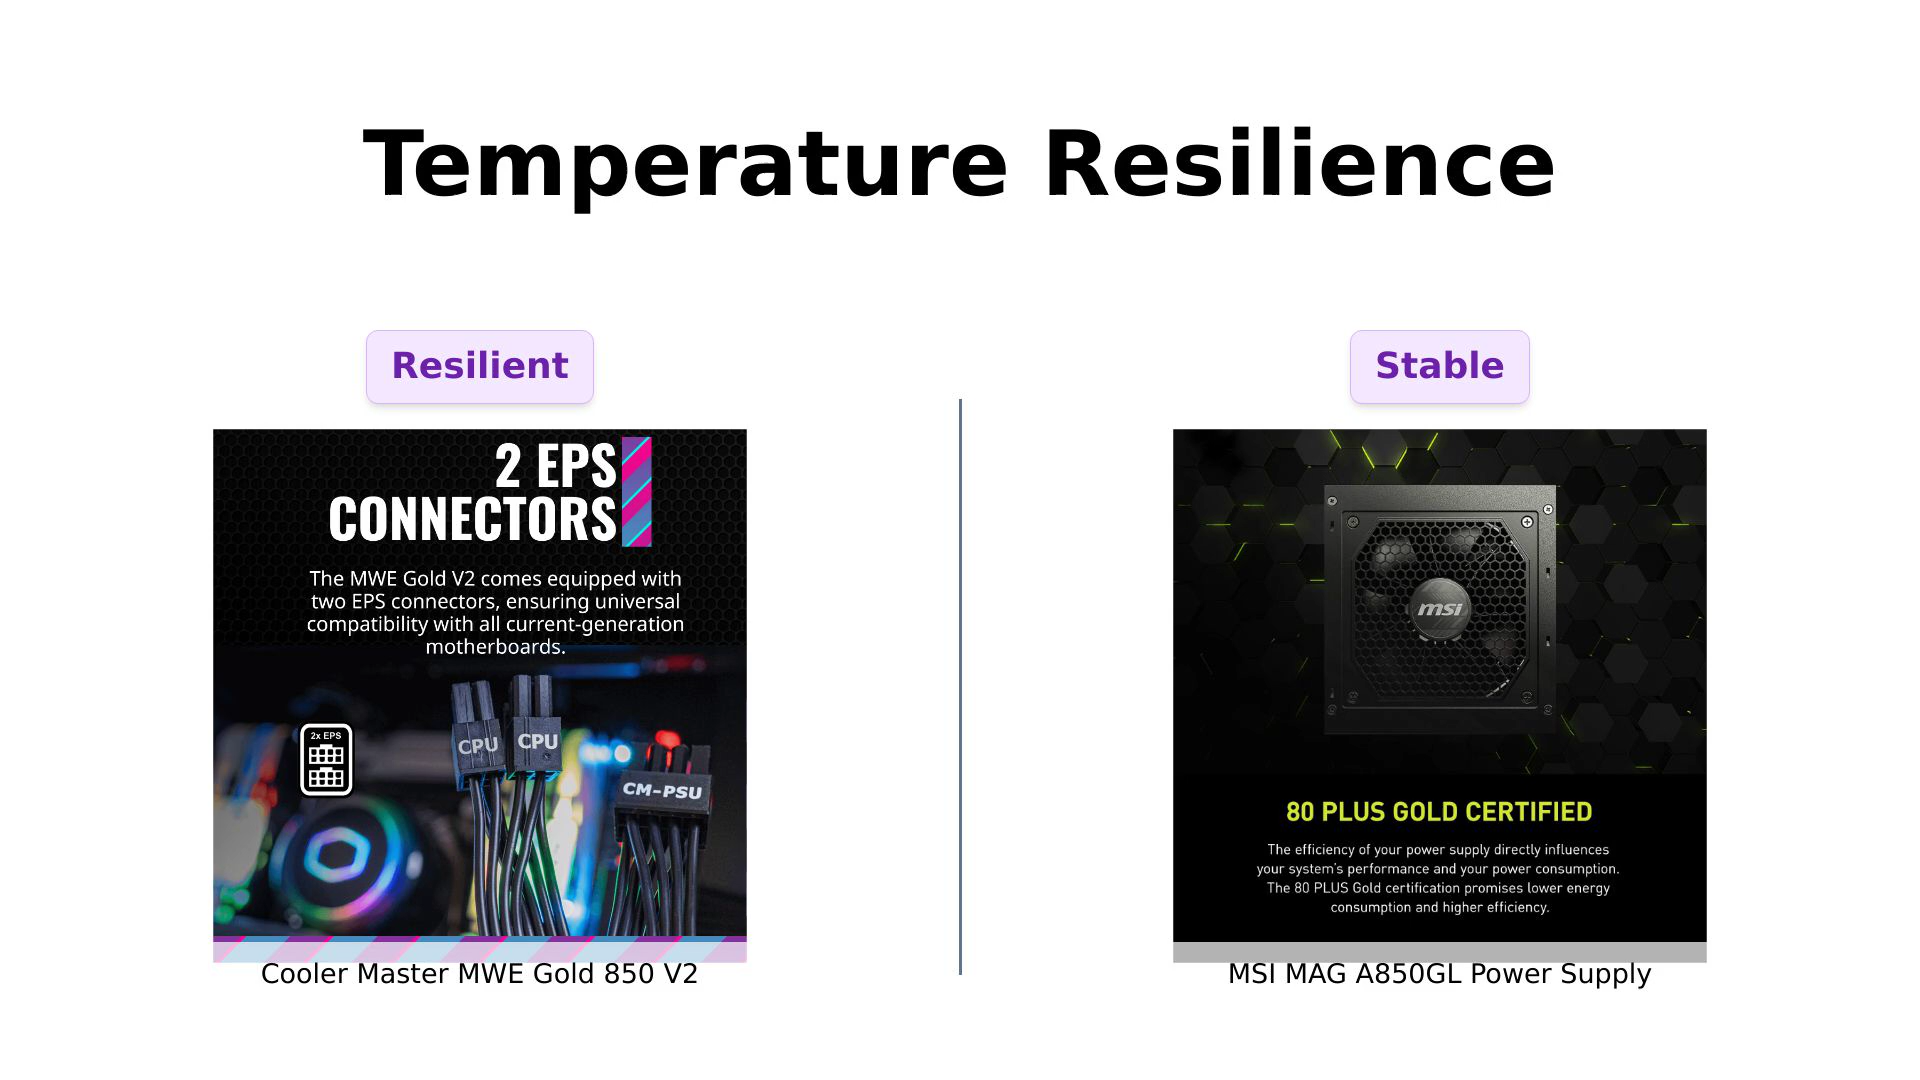 Temperature Resilience
Resilient
2 EPS
CONNECTORS
The MWE Gold V2 comes equipped with
two EPS connectors, ensuring universal
compatibility with all current-generation
motherboards.
2x EPS
CPU
CPU
CM-PSU
Cooler Master MWE Gold 850 V2
Stable
msi
80 PLUS GOLD CERTIFIED
The efficiency of your power supply directly influences
your system's performance and your power consumption.
The 80 PLUS Gold certification promises lower energy
consumption and higher efficiency.
MSI MAG A850GL Power Supply